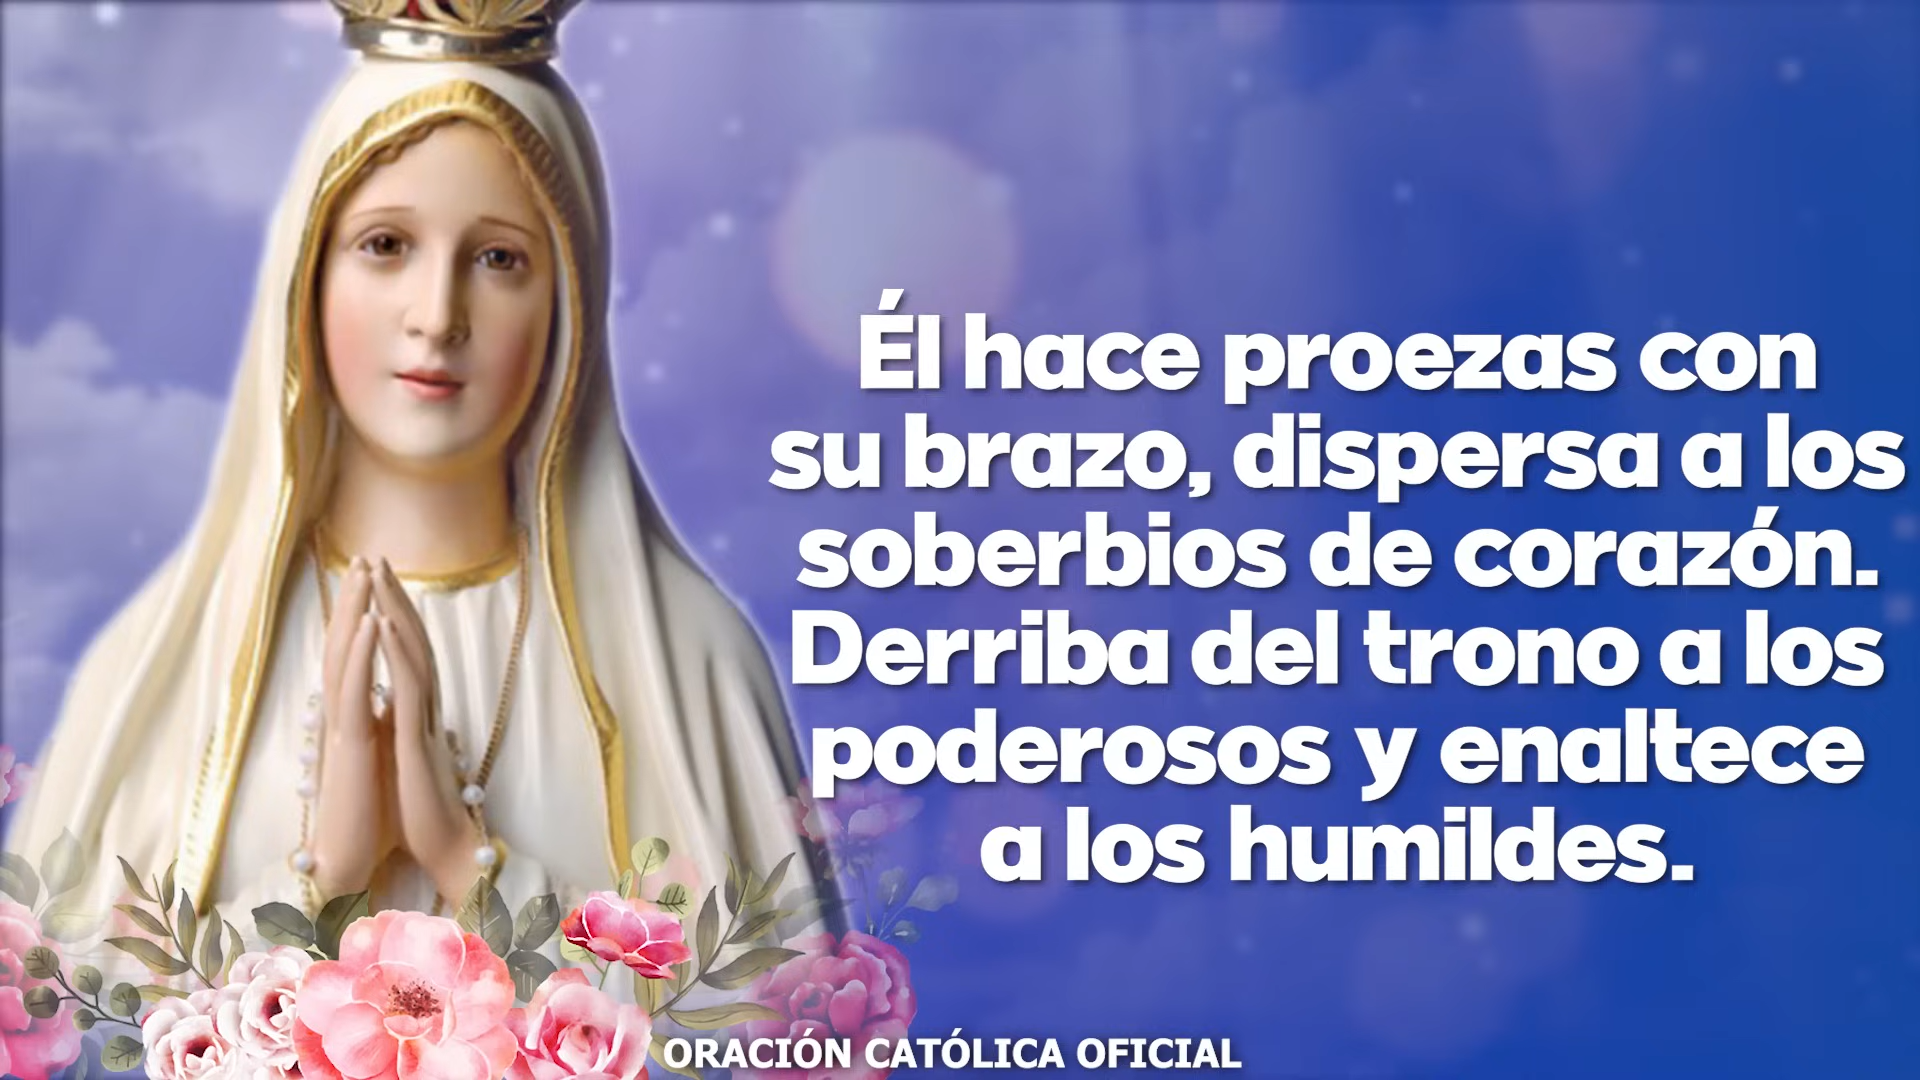 Él hace proezas con
su brazo, dispersa a los
soberbios de corazón.
Derriba del trono a los
poderosos y enaltece
a los humildes.
ORACIÓN CATÓLICA OFICIAL